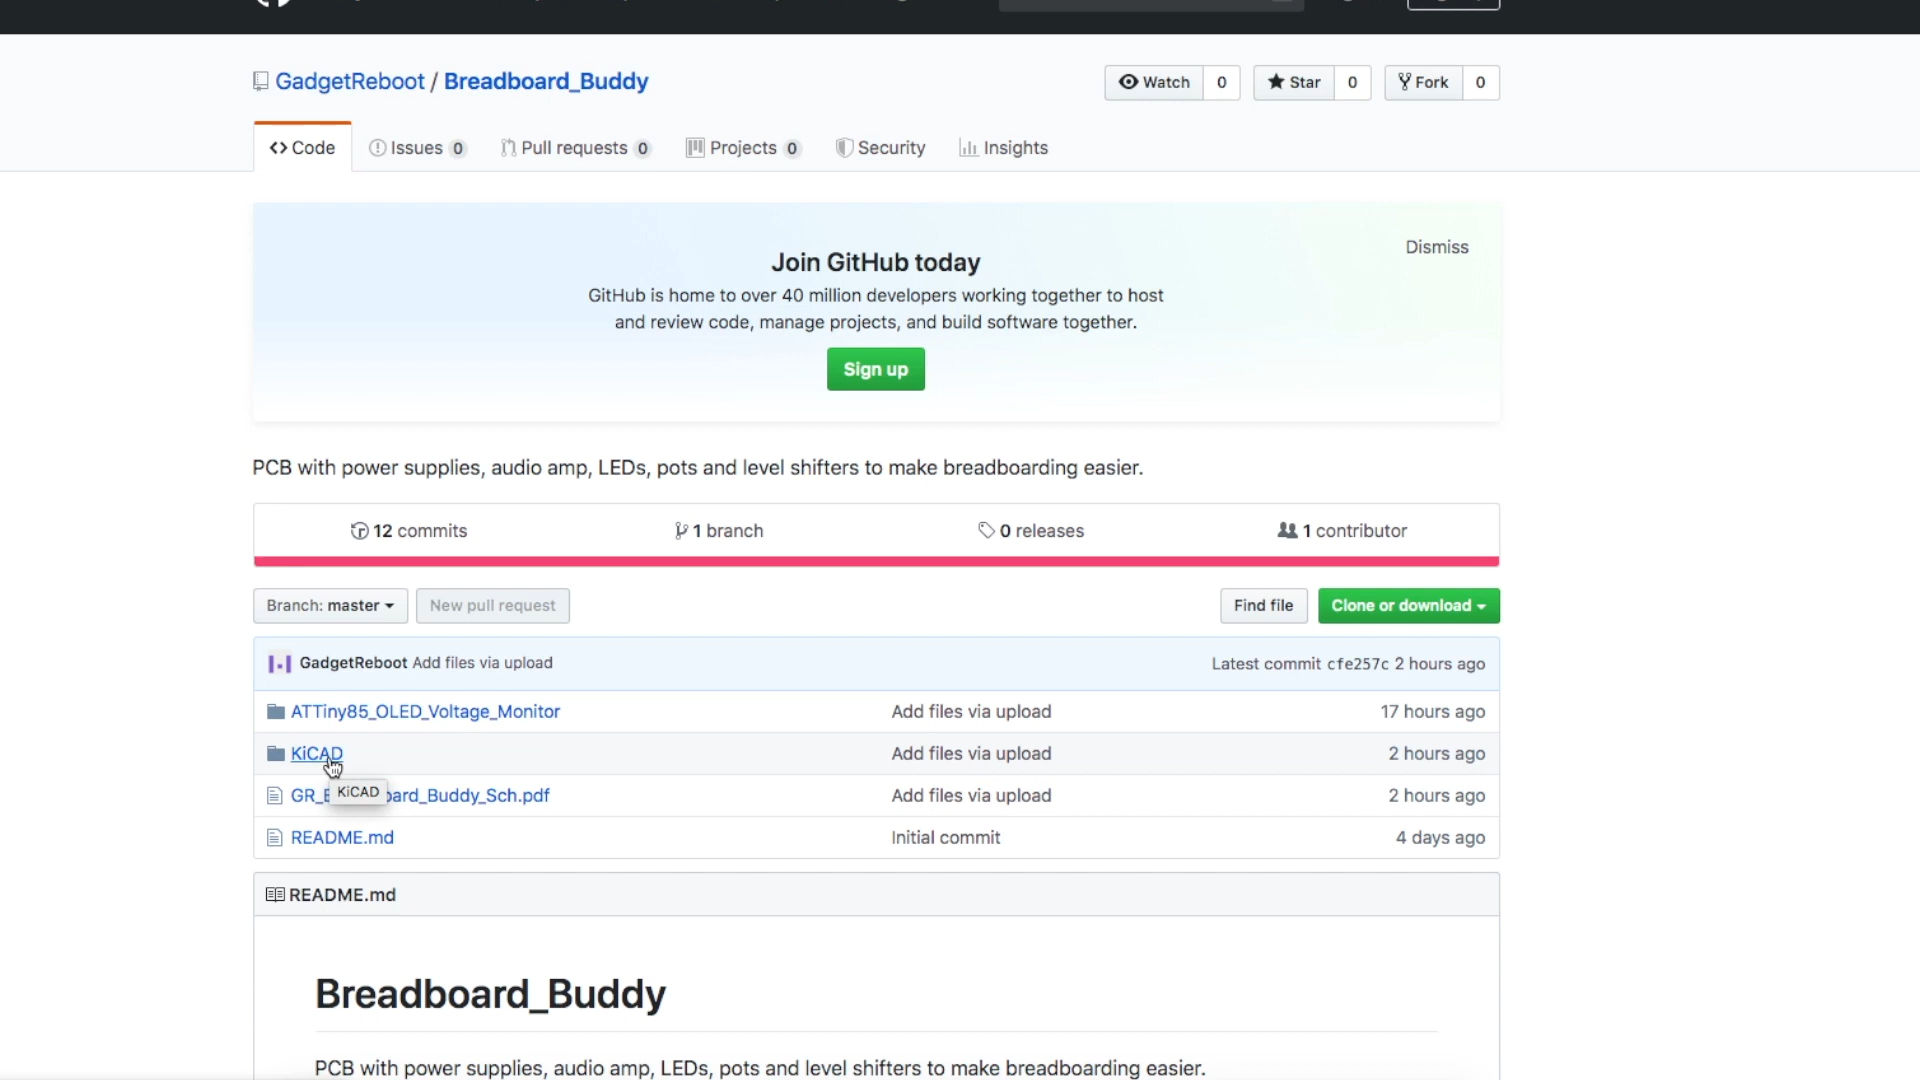 GadgetReboot / Breadboard_Buddy
Watch 0 Star 0 Fork 0
Code Issues 0 Pull requests 0 Projects 0 Security Insights
Dismiss
Join GitHub today
GitHub is home to over 40 million developers working together to host
and review code, manage projects, and build software together.
Sign up
PCB with power supplies, audio amp, LEDs, pots and level shifters to make breadboarding easier.
12 commits 1 branch 0 releases 1 contributor
Branch: master New pull request Find file Clone or download
GadgetReboot Add files via upload Latest commit cfe257c 2 hours ago
ATTiny85_OLED_Voltage_Monitor Add files via upload 17 hours ago
KiCAD Add files via upload 2 hours ago
KiCAD
ard_Buddy_Sch.pdf Add files via upload 2 hours ago
README.md Initial commit 4 days ago
README.md
Breadboard_Buddy
PCB with power supplies, audio amp, LEDs, pots and level shifters to make breadboarding easier.